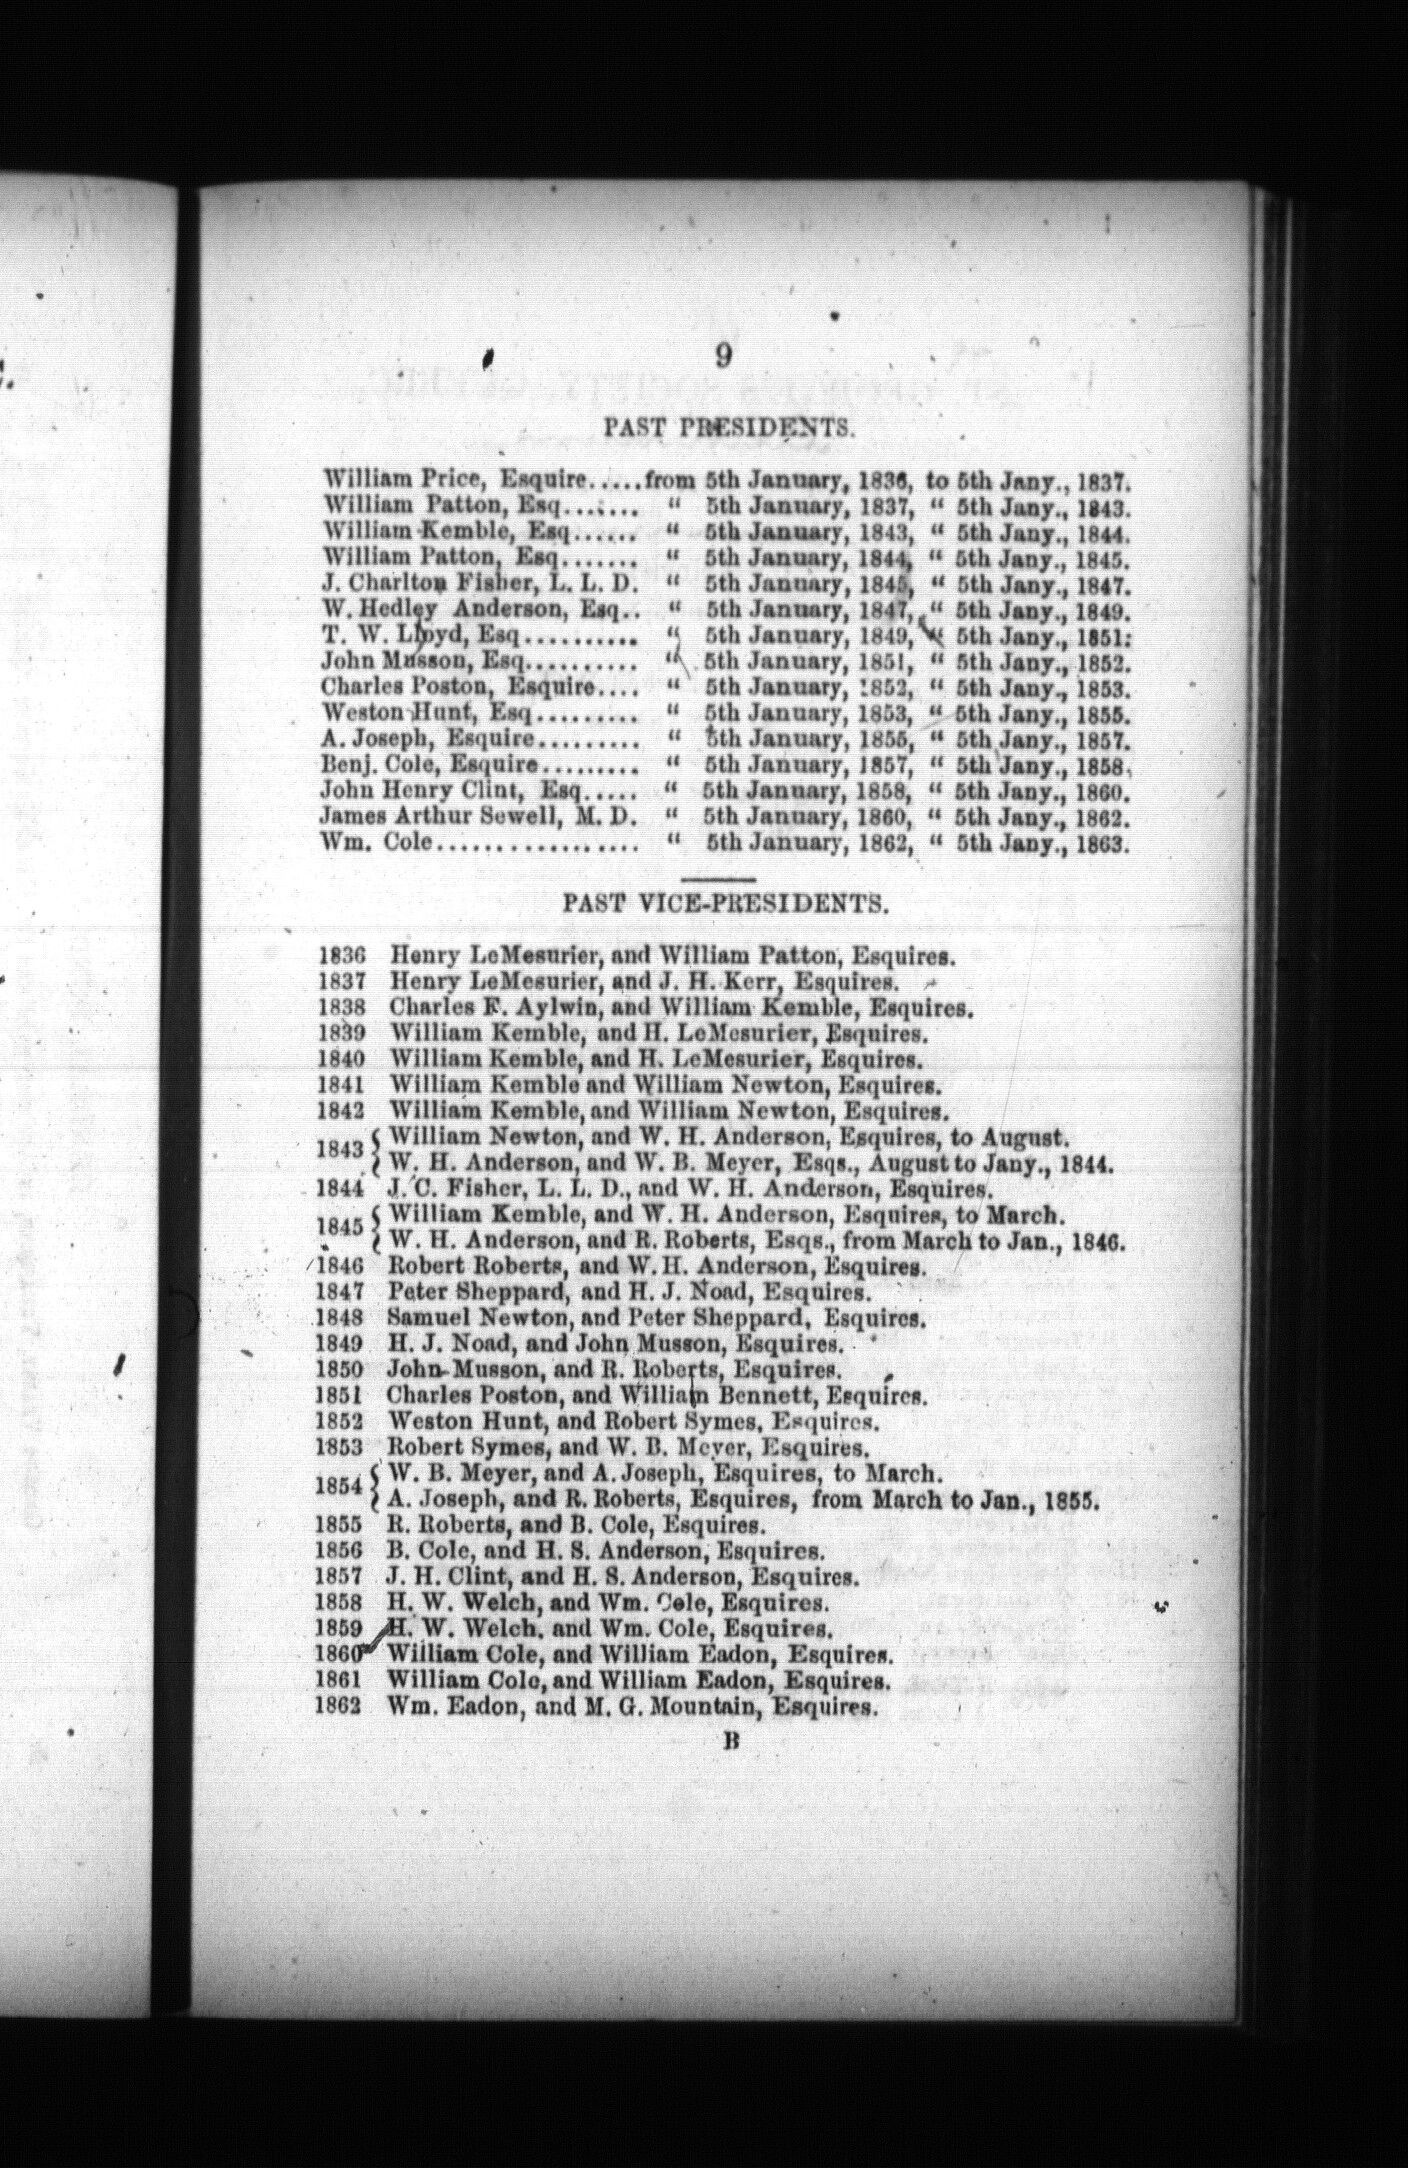 9
PAST PRESIDENTS.
William Price, Esquire.....from 5th January, 1836, to 5th Jany., 1837.
William Patton, Esq....... “ 5th January, 1837, “ 5th Jany., 1843.
William Kemble, Esq...... “ 5th January, 1843, “ 5th Jany., 1844.
William Patton, Esq....... “ 5th January, 1844, “ 5th Jany., 1845.
J. Charlton Fisher, L. L. D. “ 5th January, 1845, “ 5th Jany., 1847.
W. Hedley Anderson, Esq.. “ 5th January, 1847, “ 5th Jany., 1849.
T. W. Lloyd, Esq.......... “ 5th January, 1849, “ 5th Jany., 1851.
John Musson, Esq.......... “ 5th January, 1851, “ 5th Jany., 1852.
Charles Poston, Esquire.... “ 5th January, 1852, “ 5th Jany., 1853.
Weston Hunt, Esq......... “ 5th January, 1853, “ 5th Jany., 1855.
A. Joseph, Esquire......... “ 5th January, 1855, “ 5th Jany., 1857.
Benj. Cole, Esquire......... “ 5th January, 1857, “ 5th Jany., 1858.
John Henry Clint, Esq..... “ 5th January, 1858, “ 5th Jany., 1860.
James Arthur Sewell, M. D. “ 5th January, 1860, “ 5th Jany., 1862.
Wm. Cole................. “ 5th January, 1862, “ 5th Jany., 1863.
PAST VICE-PRESIDENTS.
1836 Henry LeMesurier, and William Patton, Esquires.
1837 Henry LeMesurier, and J. H. Kerr, Esquires.
1838 Charles F. Aylwin, and William Kemble, Esquires.
1839 William Kemble, and H. LeMesurier, Esquires.
1840 William Kemble, and H. LeMesurier, Esquires.
1841 William Kemble and William Newton, Esquires.
1842 William Kemble, and William Newton, Esquires.
1843 { William Newton, and W. H. Anderson, Esquires, to August.
W. H. Anderson, and W. B. Meyer, Esqs., August to Jany., 1844.
1844 J. C. Fisher, L. L. D., and W. H. Anderson, Esquires.
1845 { William Kemble, and W. H. Anderson, Esquires, to March.
W. H. Anderson, and R. Roberts, Esqs., from March to Jan., 1846.
1846 Robert Roberts, and W. H. Anderson, Esquires.
1847 Peter Sheppard, and H. J. Noad, Esquires.
1848 Samuel Newton, and Peter Sheppard, Esquires.
1849 H. J. Noad, and John Musson, Esquires.
1850 John Musson, and R. Roberts, Esquires.
1851 Charles Poston, and William Bennett, Esquires.
1852 Weston Hunt, and Robert Symes, Esquires.
1853 Robert Symes, and W. B. Meyer, Esquires.
1854 { W. B. Meyer, and A. Joseph, Esquires, to March.
A. Joseph, and R. Roberts, Esquires, from March to Jan., 1855.
1855 R. Roberts, and B. Cole, Esquires.
1856 B. Cole, and H. S. Anderson, Esquires.
1857 J. H. Clint, and H. S. Anderson, Esquires.
1858 H. W. Welch, and Wm. Cole, Esquires.
1859 H. W. Welch, and Wm. Cole, Esquires.
1860 William Cole, and William Eadon, Esquires.
1861 William Cole, and William Eadon, Esquires.
1862 Wm. Eadon, and M. G. Mountain, Esquires.
B